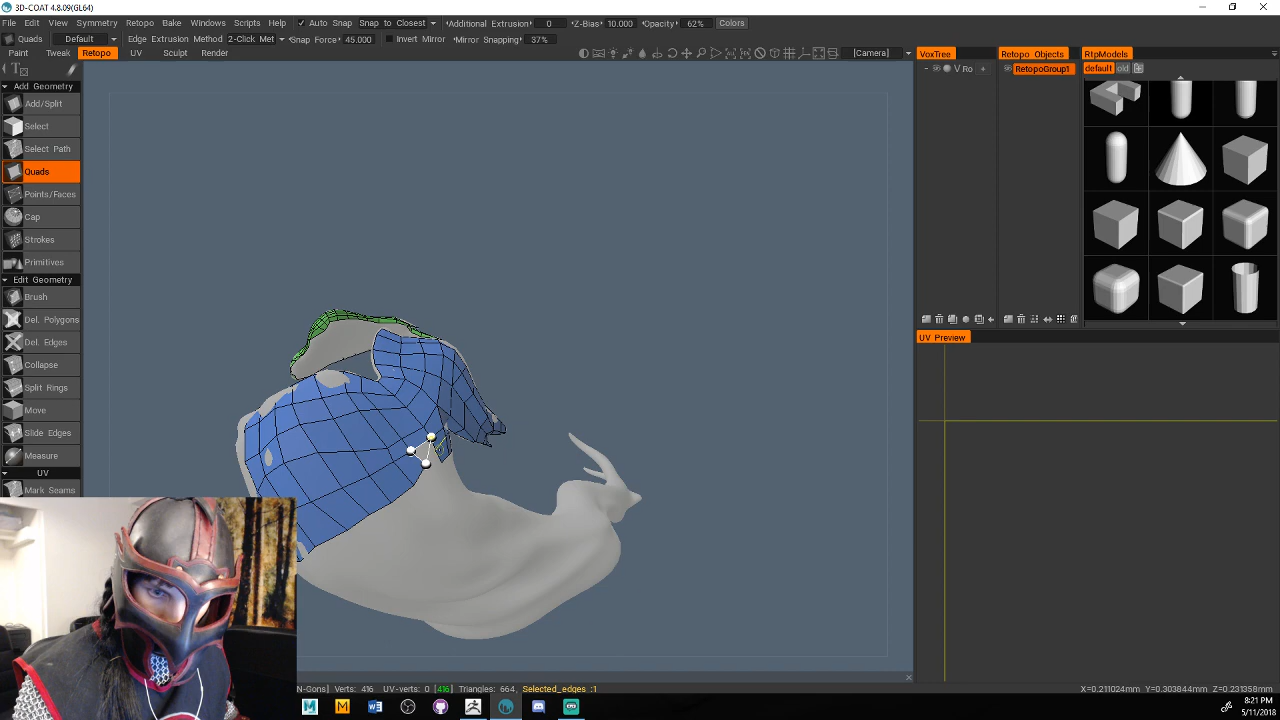 3D-COAT 4.8.09(GL64)
File Edit View Symmetry Retopo Bake Windows Scripts Help Auto Snap Snap to Closest Additional Extrusion 0 Z-Bias 10.000 Opacity 62% Colors
Quads Default Edge Extrusion Method 2-Click Met Snap Force 45.000 Invert Mirror Mirror Snapping 37%
Paint Tweak Retopo UV Sculpt Render [Camera] VoxTree Retopo Objects RtpModels
V Ro + RetopoGroup1 default old
Add Geometry
Add/Split
Select
Select Path
Quads
Points/Faces
Cap
Strokes
Primitives
Edit Geometry
Brush
Del. Polygons
Del. Edges
Collapse
Split Rings
Move
Slide Edges
Measure
UV
Mark Seams
UV Preview
N-Gons] Verts: 416 UV-verts: 0 [416] Triangles: 664, Selected_edges :1
X=0.211024mm Y=0.303844mm Z=0.231358mm
8:21 PM
5/11/2018